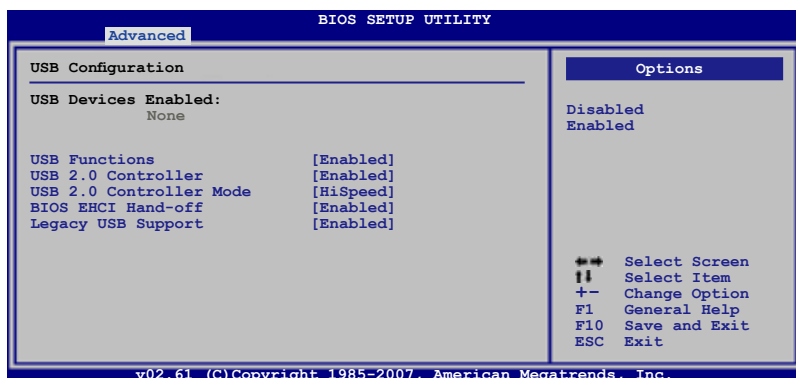 BIOS SETUP UTILITY
Advanced
USB Configuration
USB Devices Enabled:
None
USB Functions [Enabled]
USB 2.0 Controller [Enabled]
USB 2.0 Controller Mode [HiSpeed]
BIOS EHCI Hand-off [Enabled]
Legacy USB Support [Enabled]
Options
Disabled
Enabled
Select Screen
Select Item
+- Change Option
F1 General Help
F10 Save and Exit
ESC Exit
v02.61 (C)Copyright 1985-2007, American Megatrends, Inc.